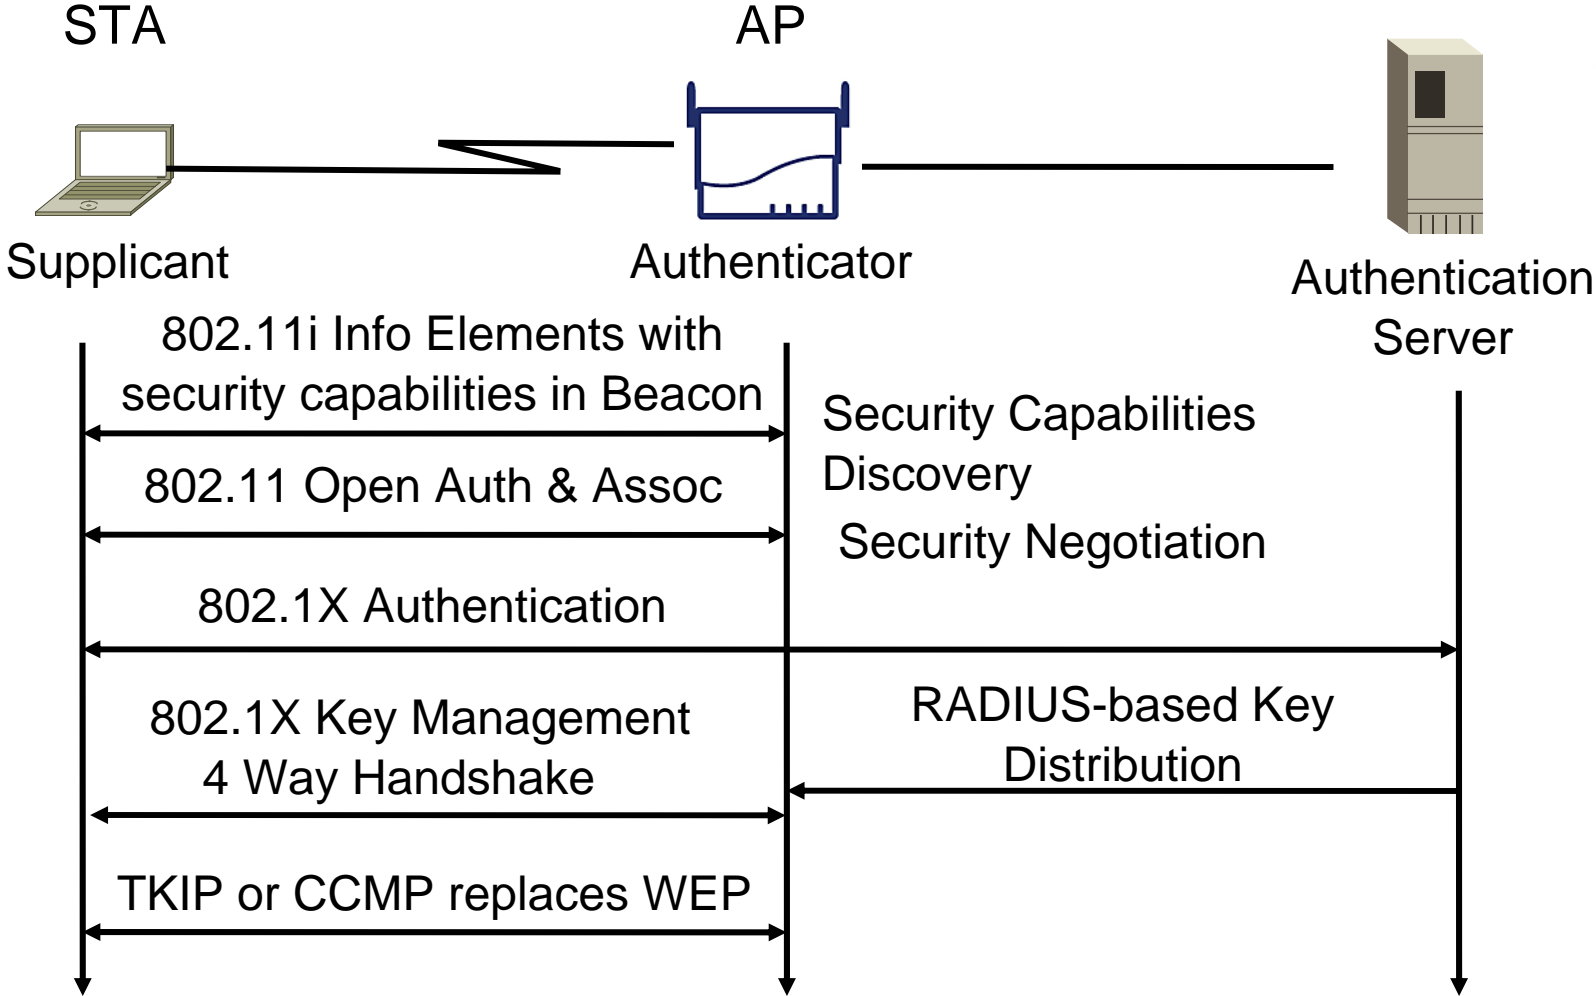 STA
AP
Supplicant
Authenticator
Authentication
Server
802.11i Info Elements with
security capabilities in Beacon
Security Capabilities
Discovery
802.11 Open Auth & Assoc
Security Negotiation
802.1X Authentication
802.1X Key Management
4 Way Handshake
RADIUS-based Key
Distribution
TKIP or CCMP replaces WEP